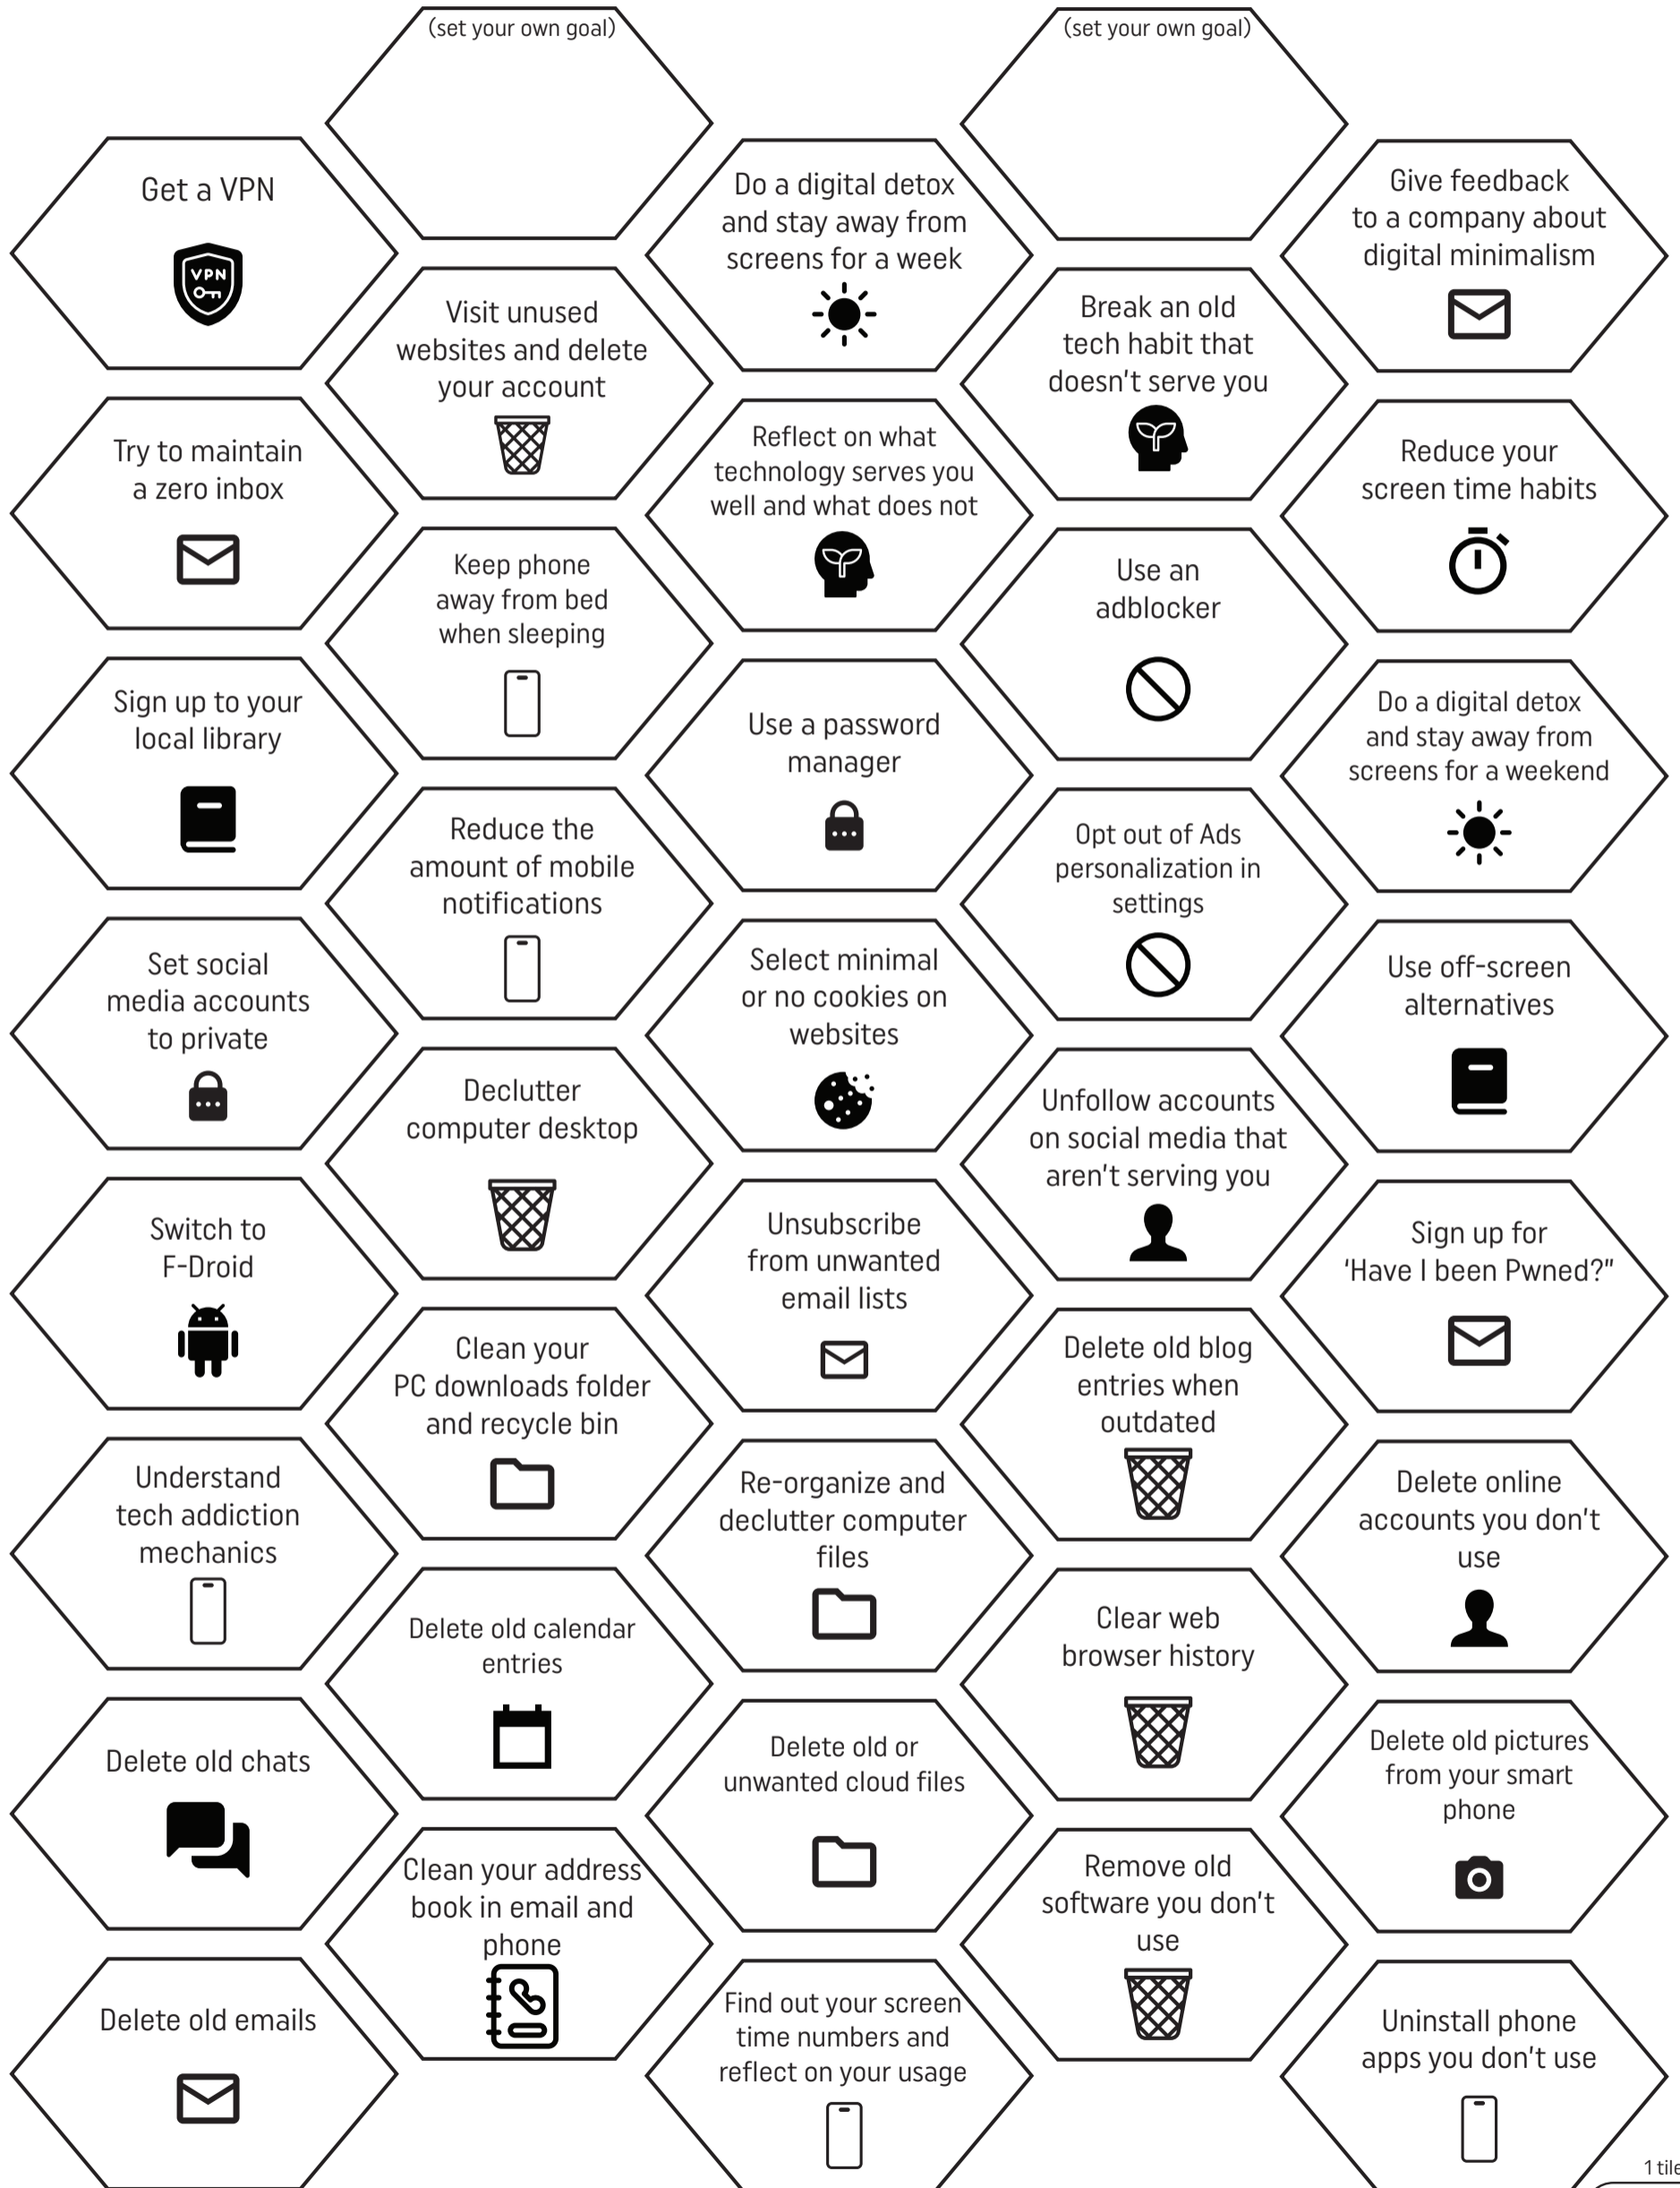 (set your own goal)
(set your own goal)
Get a VPN
VPN
Do a digital detox
and stay away from
screens for a week
Give feedback
to a company about
digital minimalism
Visit unused
websites and delete
your account
Break an old
tech habit that
doesn't serve you
Try to maintain
a zero inbox
Reflect on what
technology serves you
well and what does not
Reduce your
screen time habits
Keep phone
away from bed
when sleeping
Use an
adblocker
Sign up to your
local library
Use a password
manager
Do a digital detox
and stay away from
screens for a weekend
Reduce the
amount of mobile
notifications
Opt out of Ads
personalization in
settings
Set social
media accounts
to private
Select minimal
or no cookies on
websites
Use off-screen
alternatives
Declutter
computer desktop
Unfollow accounts
on social media that
aren't serving you
Switch to
F-Droid
Unsubscribe
from unwanted
email lists
Sign up for
'Have I been Pwned?"
Clean your
PC downloads folder
and recycle bin
Delete old blog
entries when
outdated
Understand
tech addiction
mechanics
Re-organize and
declutter computer
files
Delete online
accounts you don't
use
Delete old calendar
entries
Clear web
browser history
Delete old chats
Delete old or
unwanted cloud files
Delete old pictures
from your smart
phone
Clean your address
book in email and
phone
Remove old
software you don't
use
Delete old emails
Find out your screen
time numbers and
reflect on your usage
Uninstall phone
apps you don't use
1